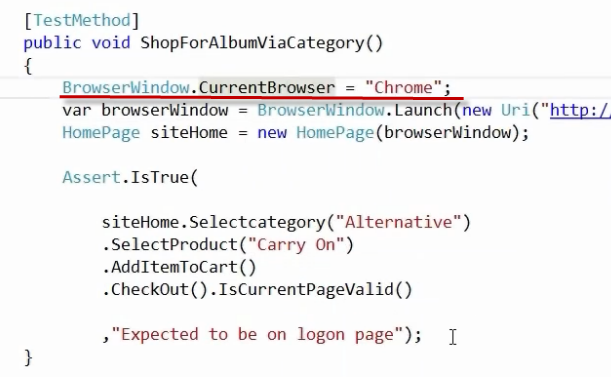 [TestMethod]
public void ShopForAlbumViaCategory()
{
BrowserWindow.CurrentBrowser = "Chrome";
var browserWindow = BrowserWindow.Launch(new Uri("http://
HomePage siteHome = new HomePage(browserWindow);
Assert.IsTrue(
siteHome.Selectcategory("Alternative")
.SelectProduct("Carry On")
.AddItemToCart()
.CheckOut().IsCurrentPageValid()
,"Expected to be on logon page");
}